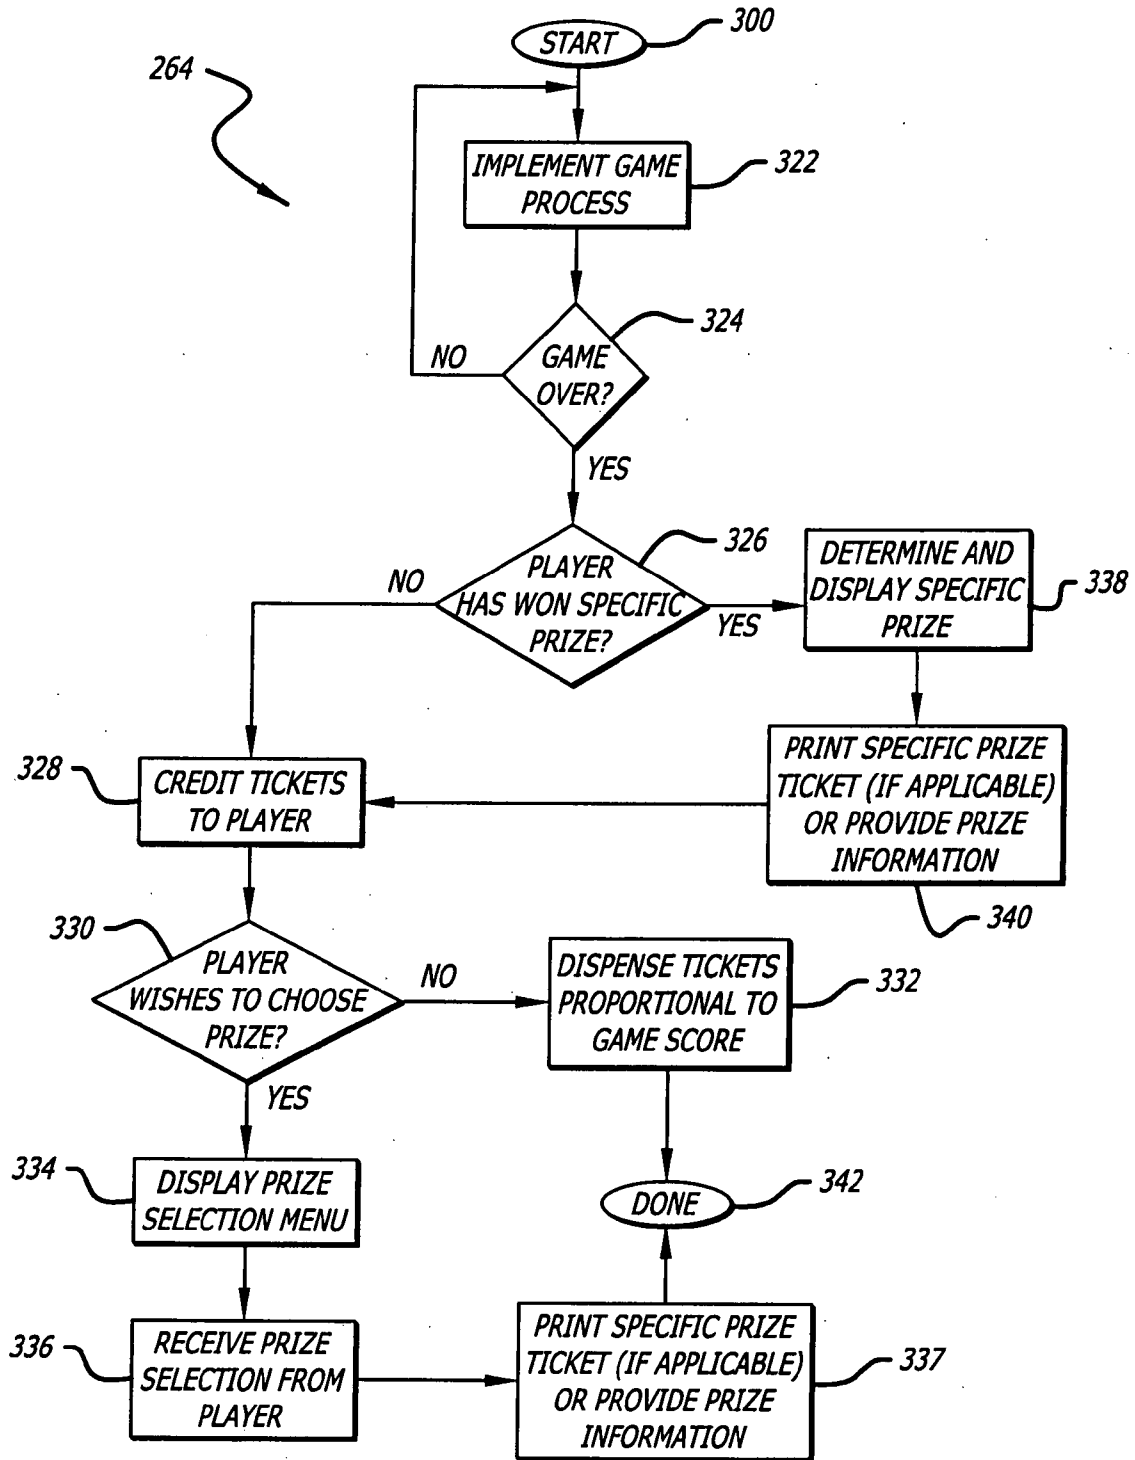 START
300
264
IMPLEMENT GAME
PROCESS
322
324
GAME
OVER?
NO
YES
326
PLAYER
HAS WON SPECIFIC
PRIZE?
NO
YES
DETERMINE AND
DISPLAY SPECIFIC
PRIZE
338
PRINT SPECIFIC PRIZE
TICKET (IF APPLICABLE)
OR PROVIDE PRIZE
INFORMATION
340
328
CREDIT TICKETS
TO PLAYER
330
PLAYER
WISHES TO CHOOSE
PRIZE?
NO
YES
DISPENSE TICKETS
PROPORTIONAL TO
GAME SCORE
332
334
DISPLAY PRIZE
SELECTION MENU
DONE
342
336
RECEIVE PRIZE
SELECTION FROM
PLAYER
PRINT SPECIFIC PRIZE
TICKET (IF APPLICABLE)
OR PROVIDE PRIZE
INFORMATION
337